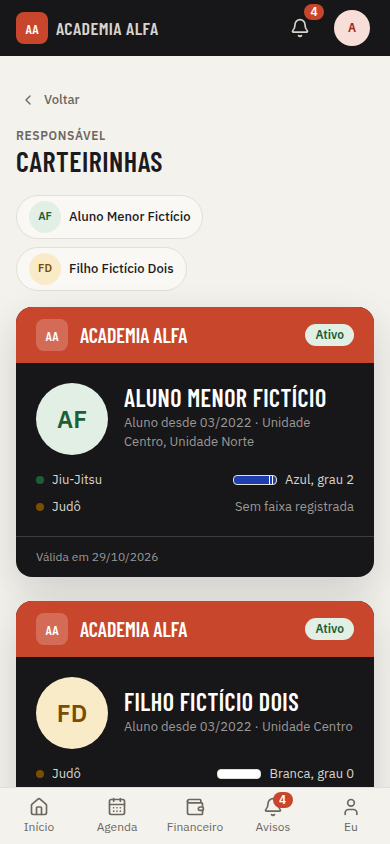 AA ACADEMIA ALFA 4 A
Voltar
RESPONSÁVEL
CARTEIRINHAS
AF Aluno Menor Fictício
FD Filho Fictício Dois
AA ACADEMIA ALFA Ativo
AF ALUNO MENOR FICTÍCIO
Aluno desde 03/2022 · Unidade
Centro, Unidade Norte
Jiu-Jitsu Azul, grau 2
Judô Sem faixa registrada
Válida em 29/10/2026
AA ACADEMIA ALFA Ativo
FD FILHO FICTÍCIO DOIS
Aluno desde 03/2022 · Unidade Centro
Judô Branca, grau 0
4
Início Agenda Financeiro Avisos Eu